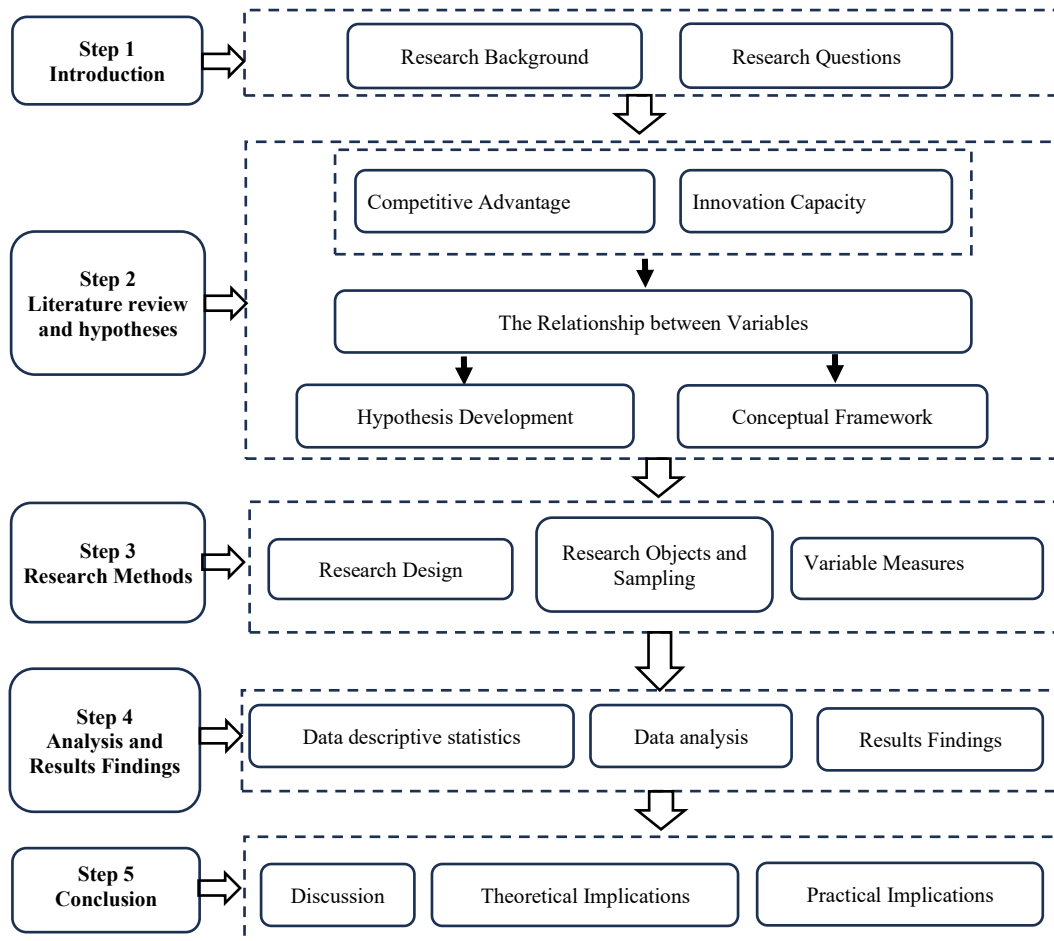 Step 1
Introduction
Research Background
Research Questions
Step 2
Literature review
and hypotheses
Competitive Advantage
Innovation Capacity
The Relationship between Variables
Hypothesis Development
Conceptual Framework
Step 3
Research Methods
Research Design
Research Objects and
Sampling
Variable Measures
Step 4
Analysis and
Results Findings
Data descriptive statistics
Data analysis
Results Findings
Step 5
Conclusion
Discussion
Theoretical Implications
Practical Implications